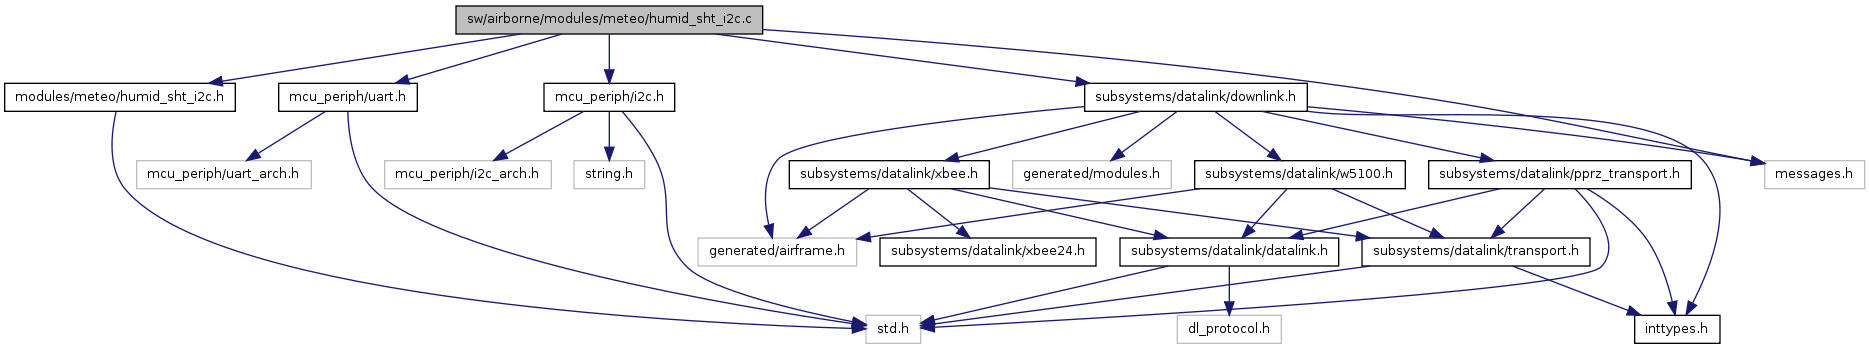 sw/airborne/modules/meteo/humid_sht_i2c.c
modules/meteo/humid_sht_i2c.h
mcu_periph/uart.h
mcu_periph/i2c.h
subsystems/datalink/downlink.h
mcu_periph/uart_arch.h
mcu_periph/i2c_arch.h
string.h
subsystems/datalink/xbee.h
generated/modules.h
subsystems/datalink/w5100.h
subsystems/datalink/pprz_transport.h
messages.h
generated/airframe.h
subsystems/datalink/xbee24.h
subsystems/datalink/datalink.h
subsystems/datalink/transport.h
std.h
dl_protocol.h
inttypes.h